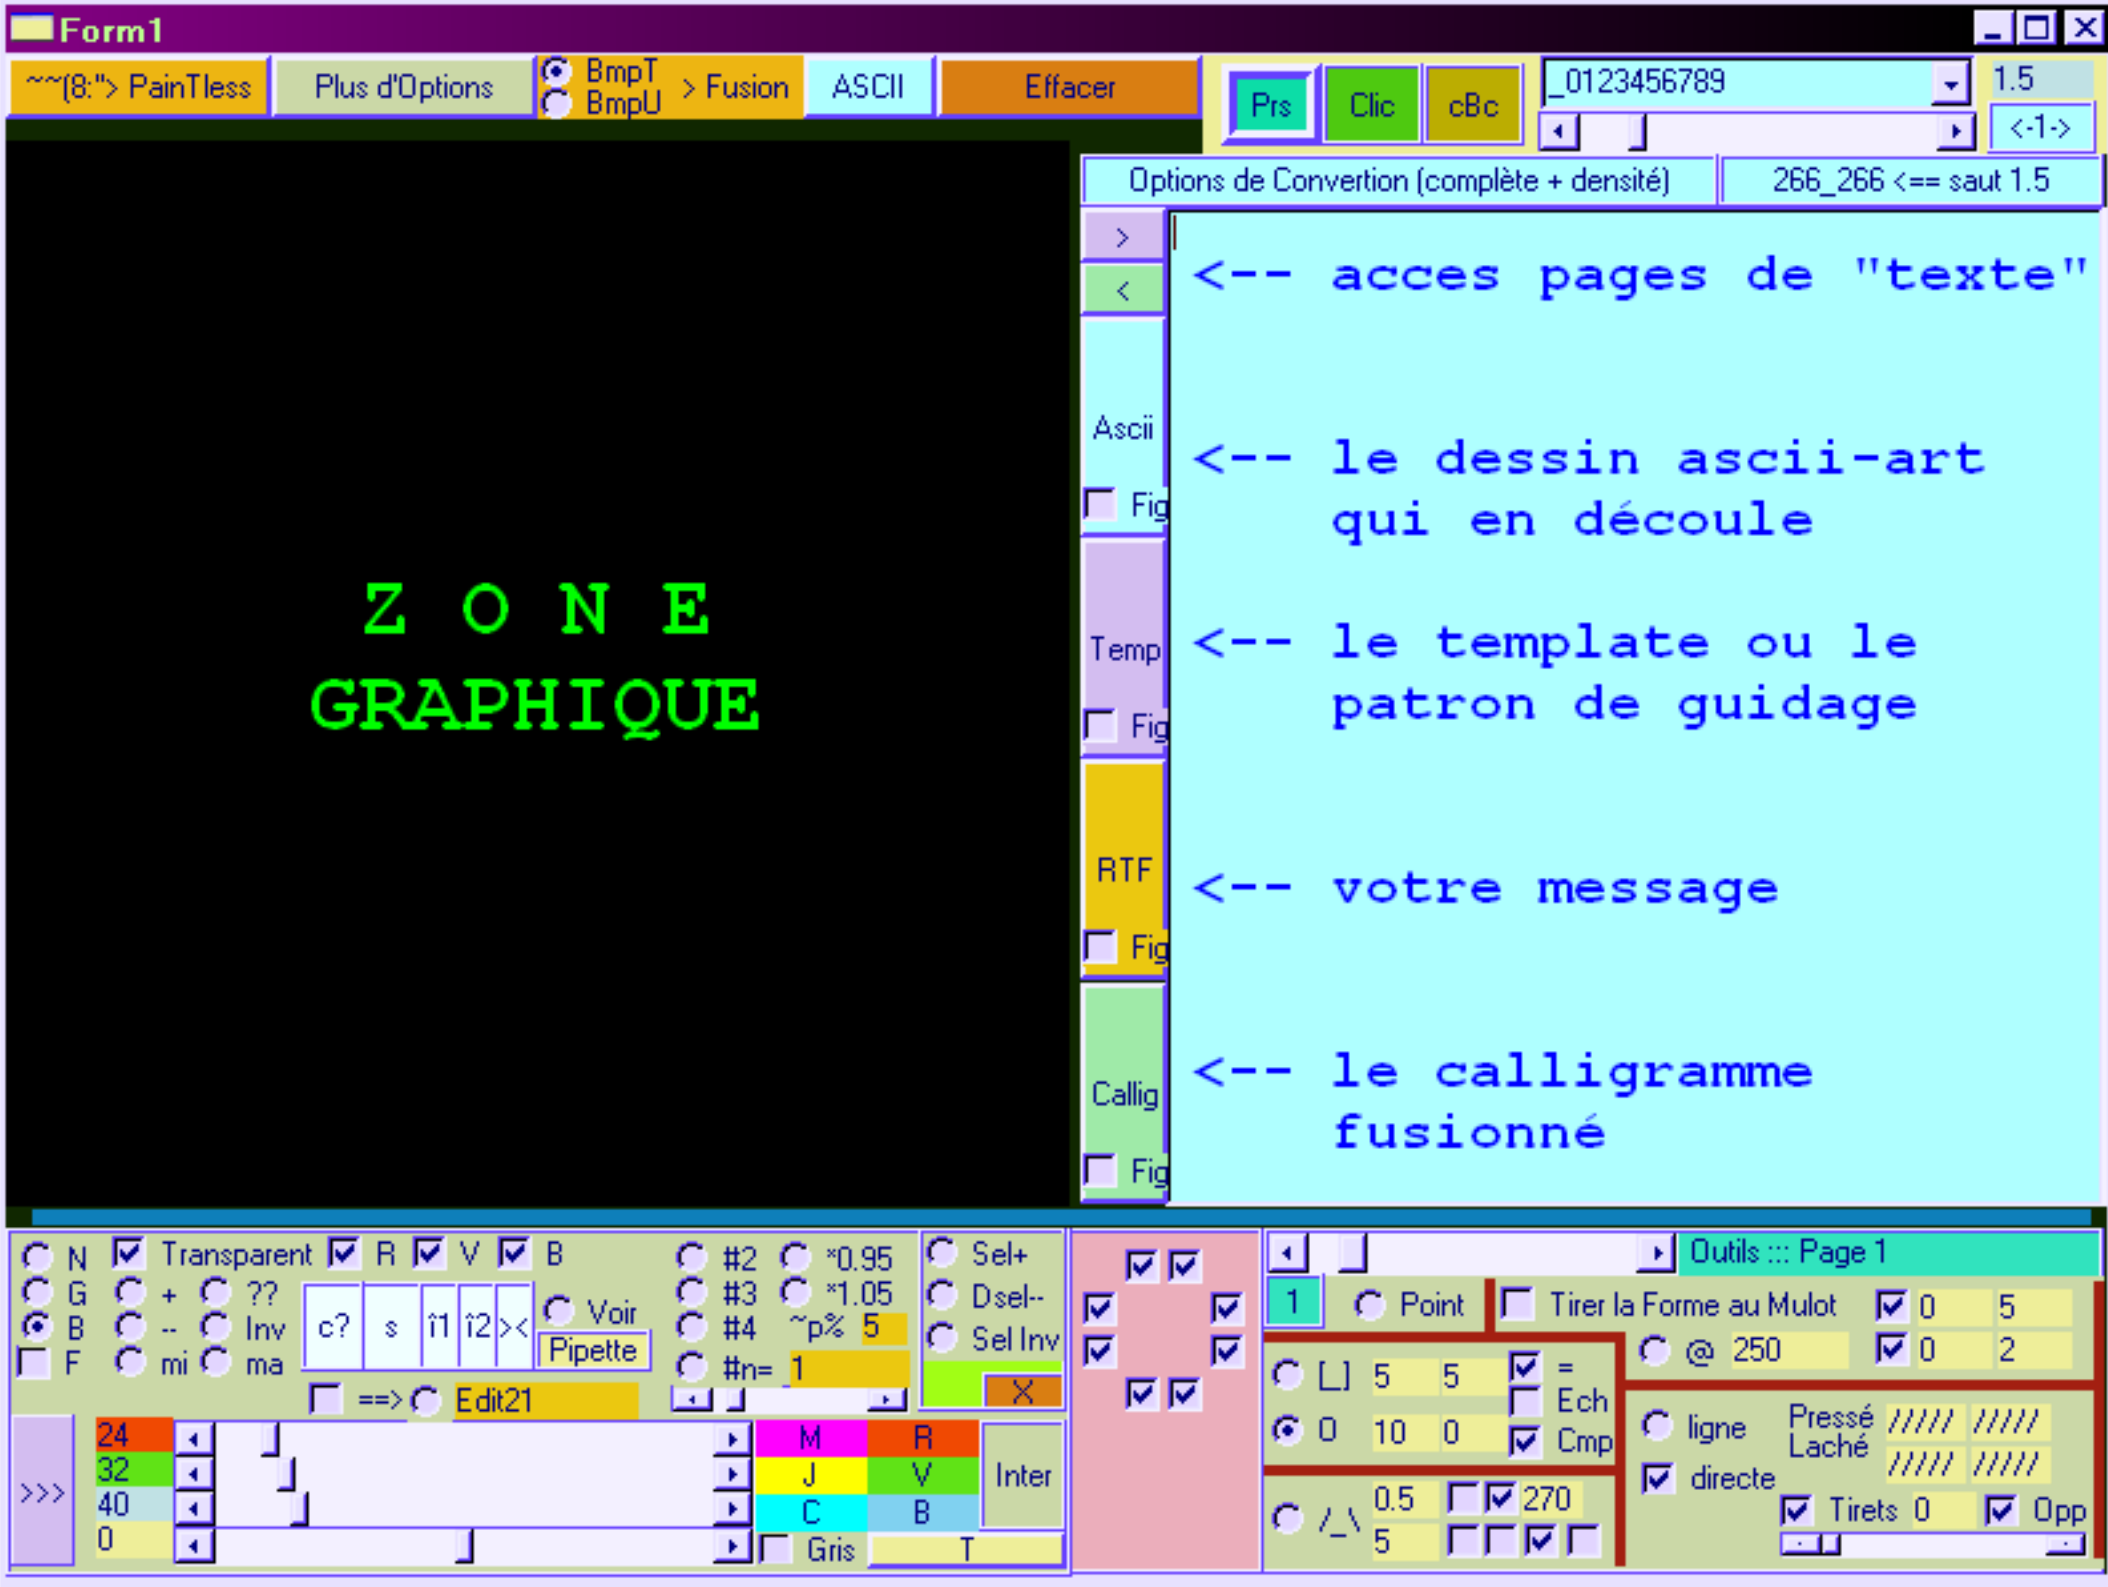 Form1
~~(8:"> PainTless
Plus d'Options
BmpT
BmpU
> Fusion
ASCII
Effacer
Prs
Clic
cBc
_0123456789
1.5
<-1->
Options de Convertion (complète + densité)
266_266 <== saut 1.5
>
<
<-- acces pages de "texte"
Ascii
Fig
<-- le dessin ascii-art
qui en découle
Z O N E
GRAPHIQUE
Temp
Fig
<-- le template ou le
patron de guidage
RTF
Fig
<-- votre message
Callig
Fig
<-- le calligramme
fusionné
N
Transparent
R
V
B
G
+
??
B
--
Inv
F
mi
ma
c?
s
î1
î2
><
Voir
Pipette
==>
Edit21
#2
*0.95
#3
*1.05
#4
~p%
5
#n=
1
Sel+
Dsel--
Sel Inv
X
>>>
24
32
40
0
M
R
J
V
C
B
Inter
Gris
T
Outils ::: Page 1
1
Point
Tirer la Forme au Mulot
0
5
@
250
0
2
[_]
5
5
=
Ech
O
10
0
Cmp
ligne
Pressé
///// /////
Laché
///// /////
directe
/_\
0.5
270
5
Tirets
0
Opp